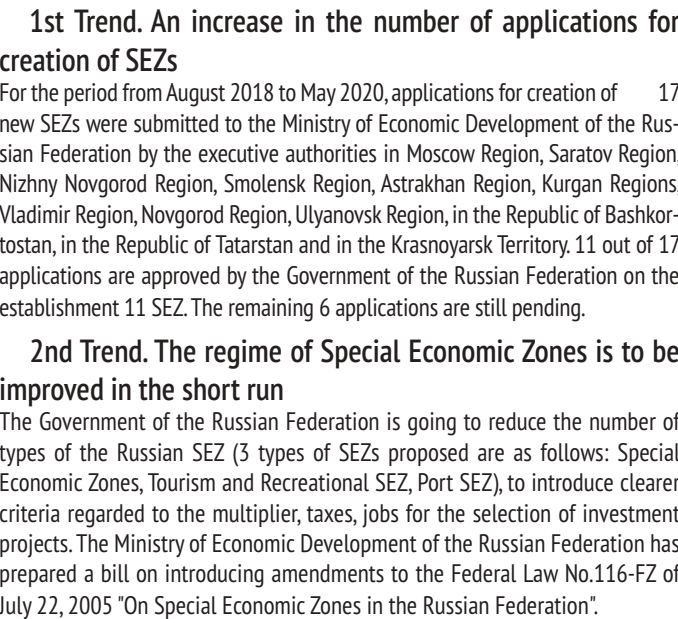 1st Trend. An increase in the number of applications for
creation of SEZs
For the period from August 2018 to May 2020, applications for creation of 17
new SEZs were submitted to the Ministry of Economic Development of the Rus-
sian Federation by the executive authorities in Moscow Region, Saratov Region,
Nizhny Novgorod Region, Smolensk Region, Astrakhan Region, Kurgan Regions,
Vladimir Region, Novgorod Region, Ulyanovsk Region, in the Republic of Bashkor-
tostan, in the Republic of Tatarstan and in the Krasnoyarsk Territory. 11 out of 17
applications are approved by the Government of the Russian Federation on the
establishment 11 SEZ. The remaining 6 applications are still pending.
2nd Trend. The regime of Special Economic Zones is to be
improved in the short run
The Government of the Russian Federation is going to reduce the number of
types of the Russian SEZ (3 types of SEZs proposed are as follows: Special
Economic Zones, Tourism and Recreational SEZ, Port SEZ), to introduce clearer
criteria regarded to the multiplier, taxes, jobs for the selection of investment
projects. The Ministry of Economic Development of the Russian Federation has
prepared a bill on introducing amendments to the Federal Law No.116-FZ of
July 22, 2005 "On Special Economic Zones in the Russian Federation".